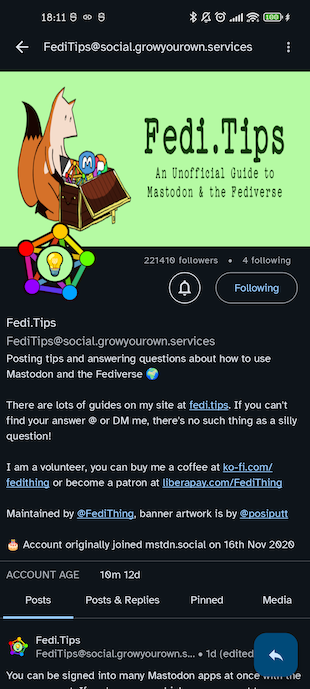 18:11
100
FediTips@social.growyourown.services
Fedi.Tips
An Unofficial Guide to
Mastodon & the Fediverse
M
221410 followers • 4 following
Following
Fedi.Tips
FediTips@social.growyourown.services
Posting tips and answering questions about how to use
Mastodon and the Fediverse 🌍
There are lots of guides on my site at fedi.tips. If you can't
find your answer @ or DM me, there's no such thing as a silly
question!
I am a volunteer, you can buy me a coffee at ko-fi.com/
fedithing or become a patron at liberapay.com/FediThing
Maintained by @FediThing, banner artwork is by @posiputt
🎂 Account originally joined mstdn.social on 16th Nov 2020
ACCOUNT AGE 10m 12d
Posts Posts & Replies Pinned Media
Fedi.Tips
FediTips@social.growyourown.s... • 1d (edited
You can be signed into many Mastodon apps at once with the